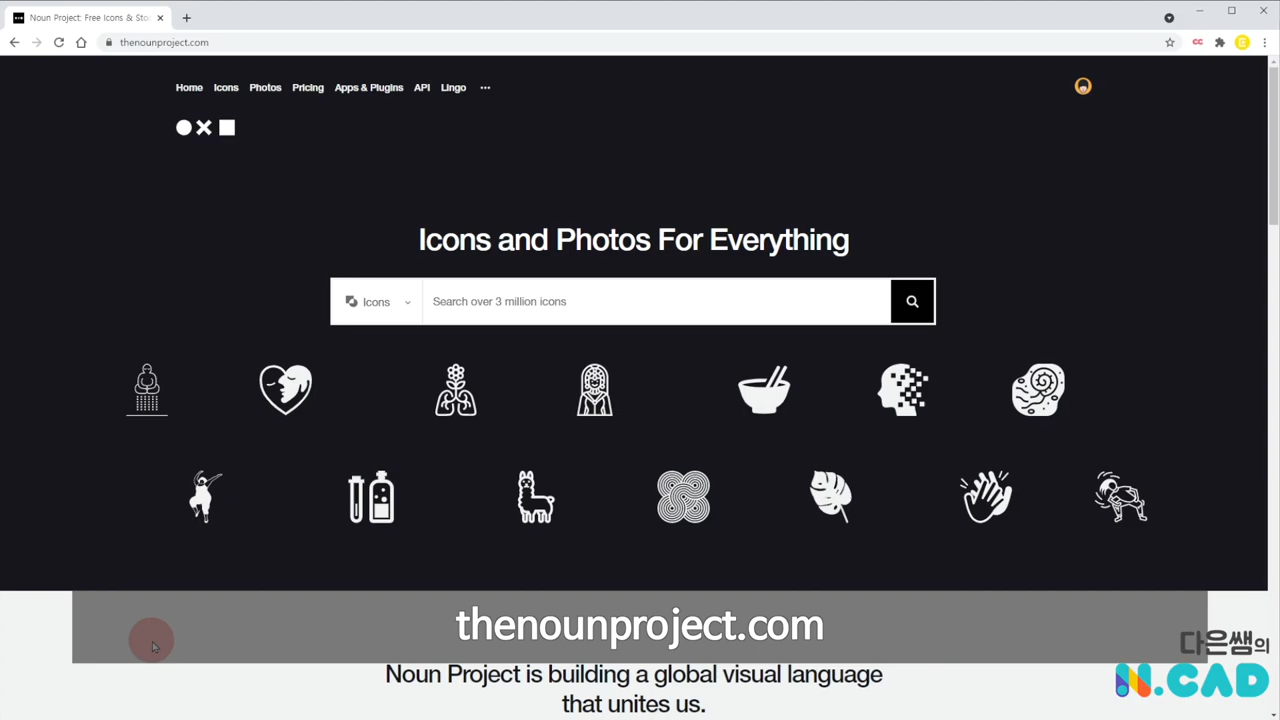 Noun Project: Free Icons & Sto
thenounproject.com
Home Icons Photos Pricing Apps & Plugins API Lingo
Icons and Photos For Everything
Icons Search over 3 million icons
thenounproject.com
다은쌤의
N.CAD
Noun Project is building a global visual language
that unites us.